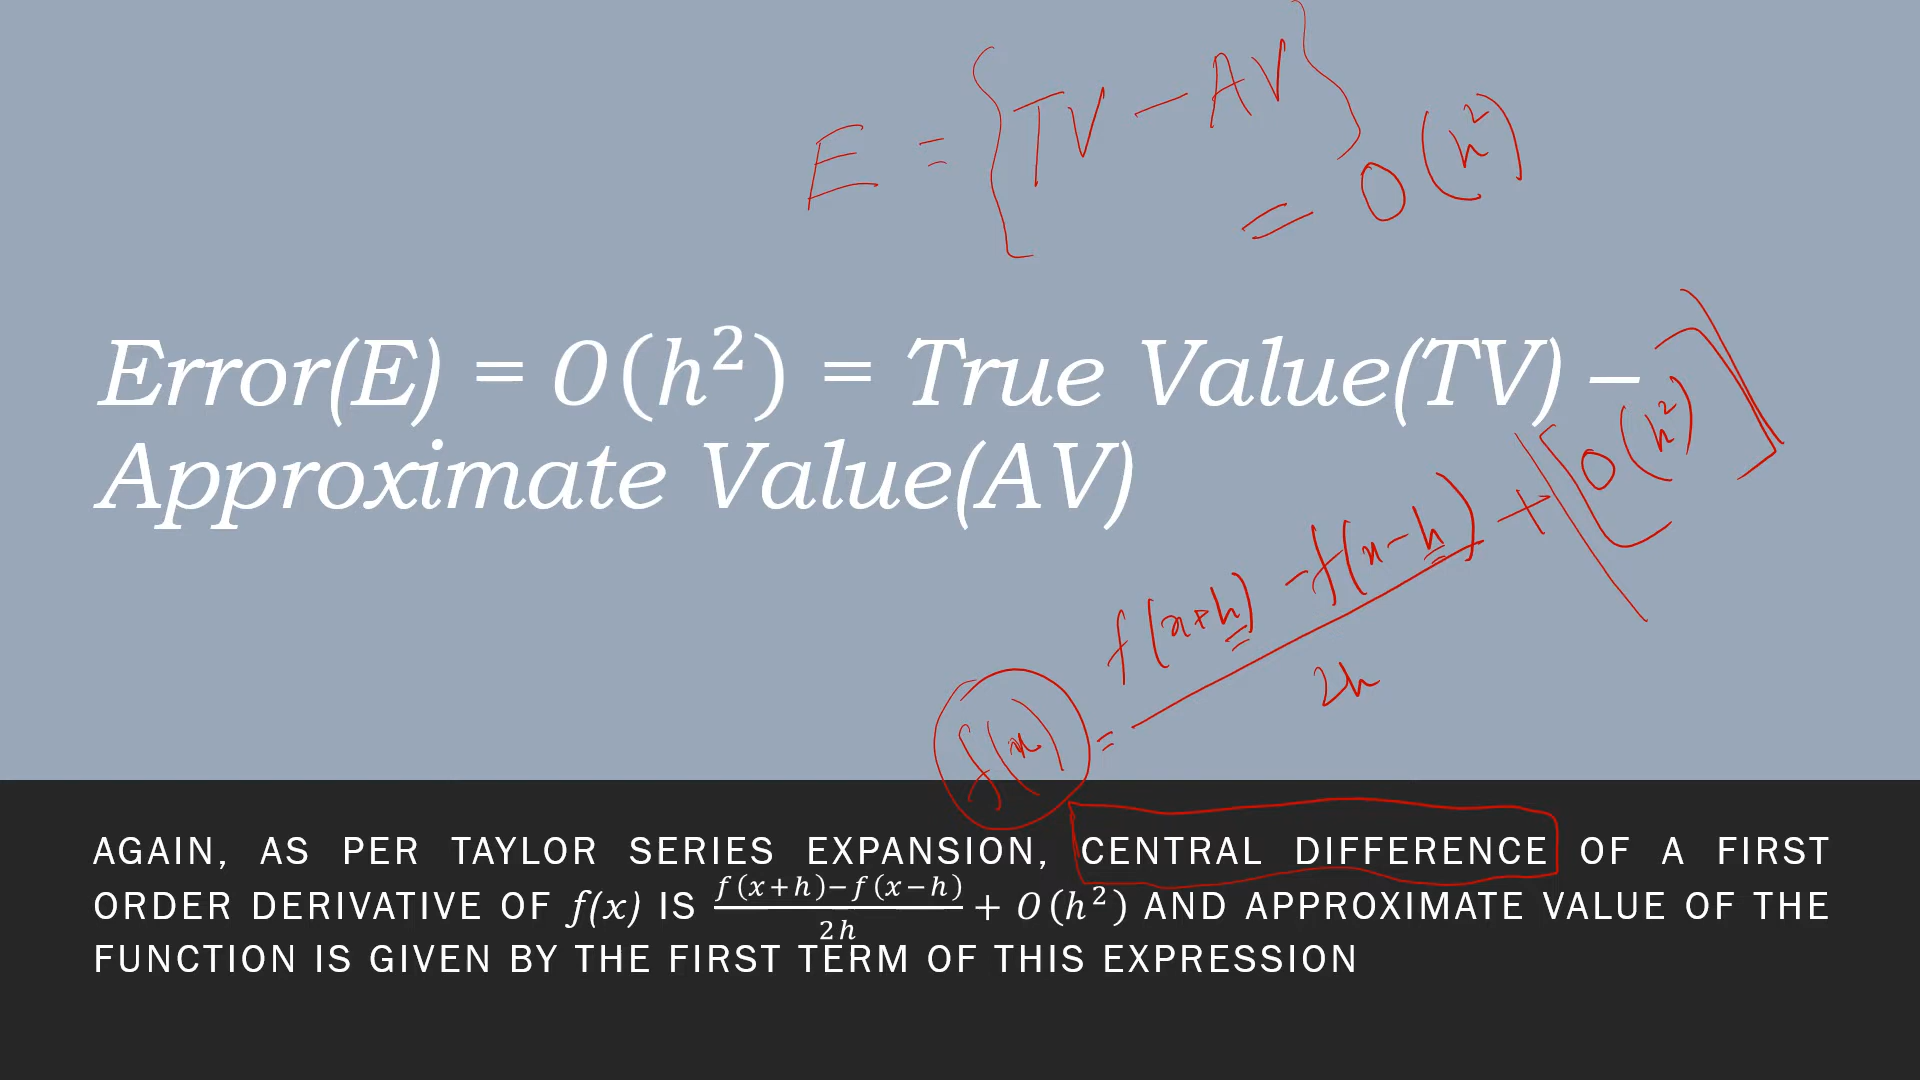 E = {TV − AV}
= O(h²)
Error(E) = O(h²) = True Value(TV) −
Approximate Value(AV)
f(x) = f(x+h) − f(x−h) / 2h + [O(h²)]
AGAIN, AS PER TAYLOR SERIES EXPANSION, CENTRAL DIFFERENCE OF A FIRST
ORDER DERIVATIVE OF f(x) IS f(x+h)−f(x−h) / 2h + O(h²) AND APPROXIMATE VALUE OF THE
FUNCTION IS GIVEN BY THE FIRST TERM OF THIS EXPRESSION